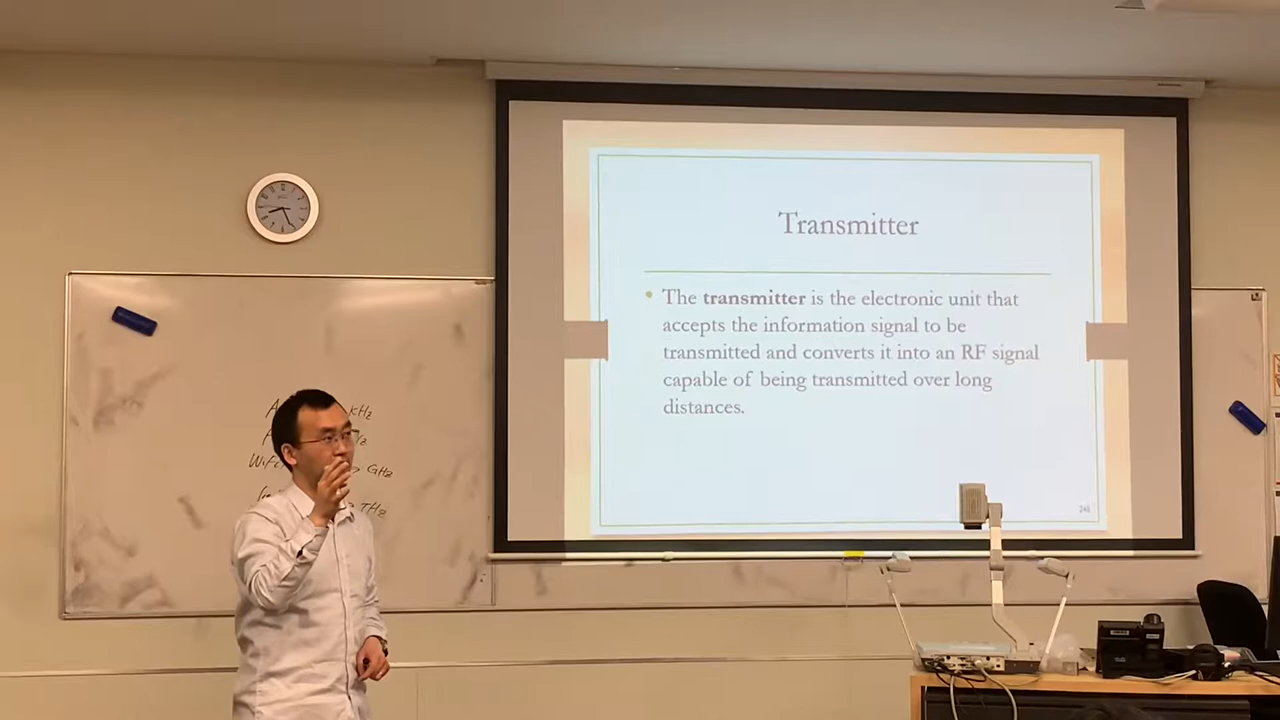 Transmitter
The transmitter is the electronic unit that
accepts the information signal to be
transmitted and converts it into an RF signal
capable of being transmitted over long
distances.
KHz
GHz
THz